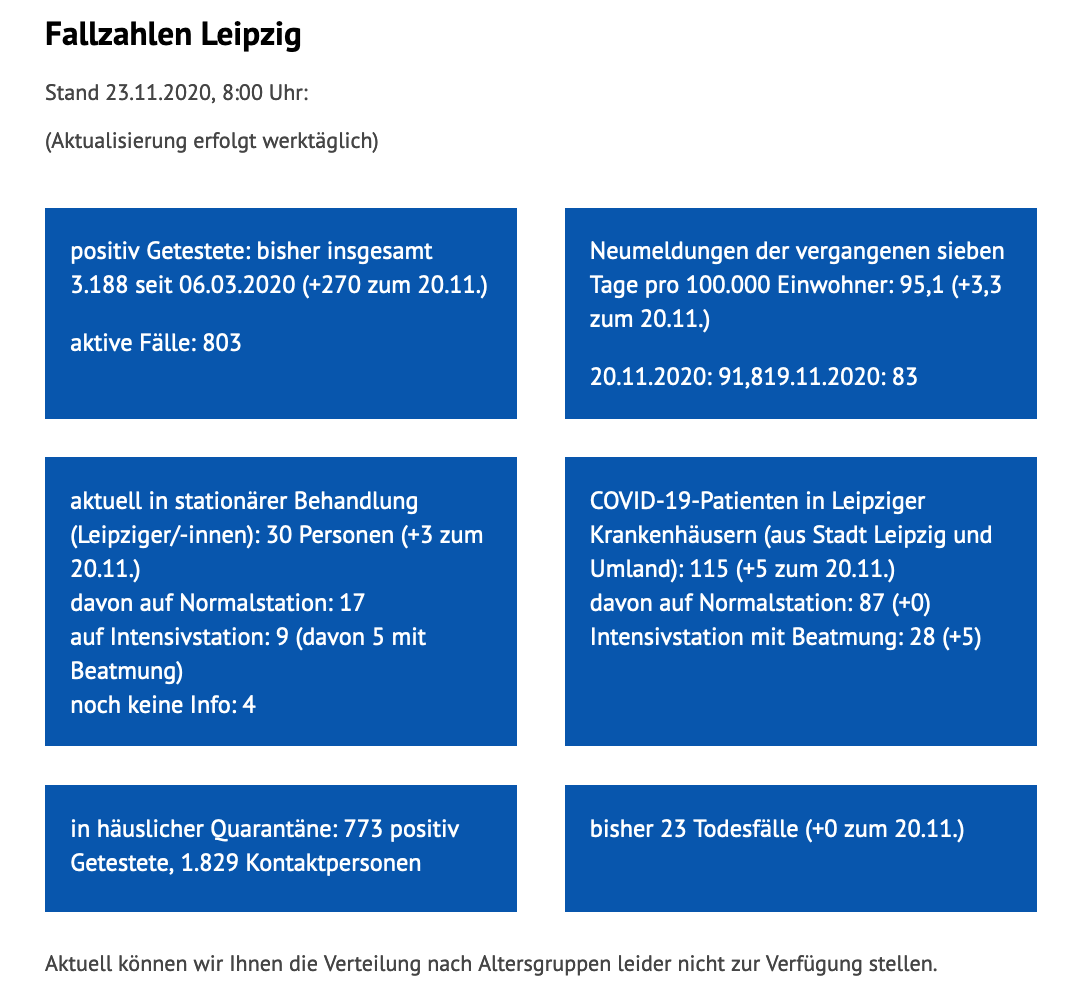 Fallzahlen Leipzig
Stand 23.11.2020, 8:00 Uhr:
(Aktualisierung erfolgt werktäglich)
positiv Getestete: bisher insgesamt
3.188 seit 06.03.2020 (+270 zum 20.11.)
aktive Fälle: 803
Neumeldungen der vergangenen sieben
Tage pro 100.000 Einwohner: 95,1 (+3,3
zum 20.11.)
20.11.2020: 91,819.11.2020: 83
aktuell in stationärer Behandlung
(Leipziger/-innen): 30 Personen (+3 zum
20.11.)
davon auf Normalstation: 17
auf Intensivstation: 9 (davon 5 mit
Beatmung)
noch keine Info: 4
COVID-19-Patienten in Leipziger
Krankenhäusern (aus Stadt Leipzig und
Umland): 115 (+5 zum 20.11.)
davon auf Normalstation: 87 (+0)
Intensivstation mit Beatmung: 28 (+5)
in häuslicher Quarantäne: 773 positiv
Getestete, 1.829 Kontaktpersonen
bisher 23 Todesfälle (+0 zum 20.11.)
Aktuell können wir Ihnen die Verteilung nach Altersgruppen leider nicht zur Verfügung stellen.